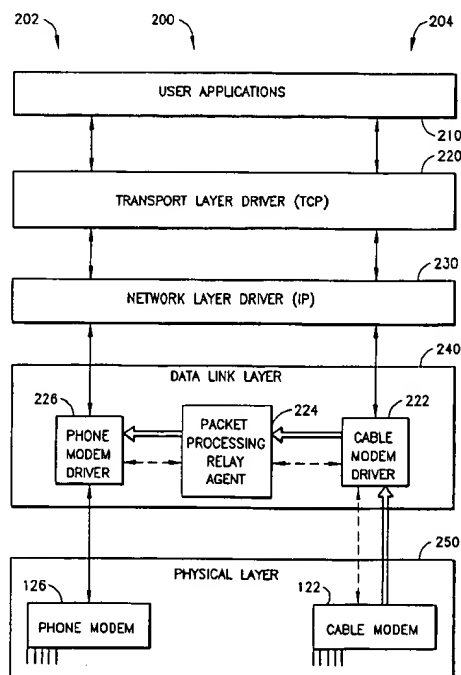 202
200
204
USER APPLICATIONS
210
220
TRANSPORT LAYER DRIVER (TCP)
230
NETWORK LAYER DRIVER (IP)
240
DATA LINK LAYER
226
224
222
PHONE
MODEM
DRIVER
PACKET
PROCESSING
RELAY
AGENT
CABLE
MODEM
DRIVER
250
PHYSICAL LAYER
126
122
PHONE MODEM
CABLE MODEM